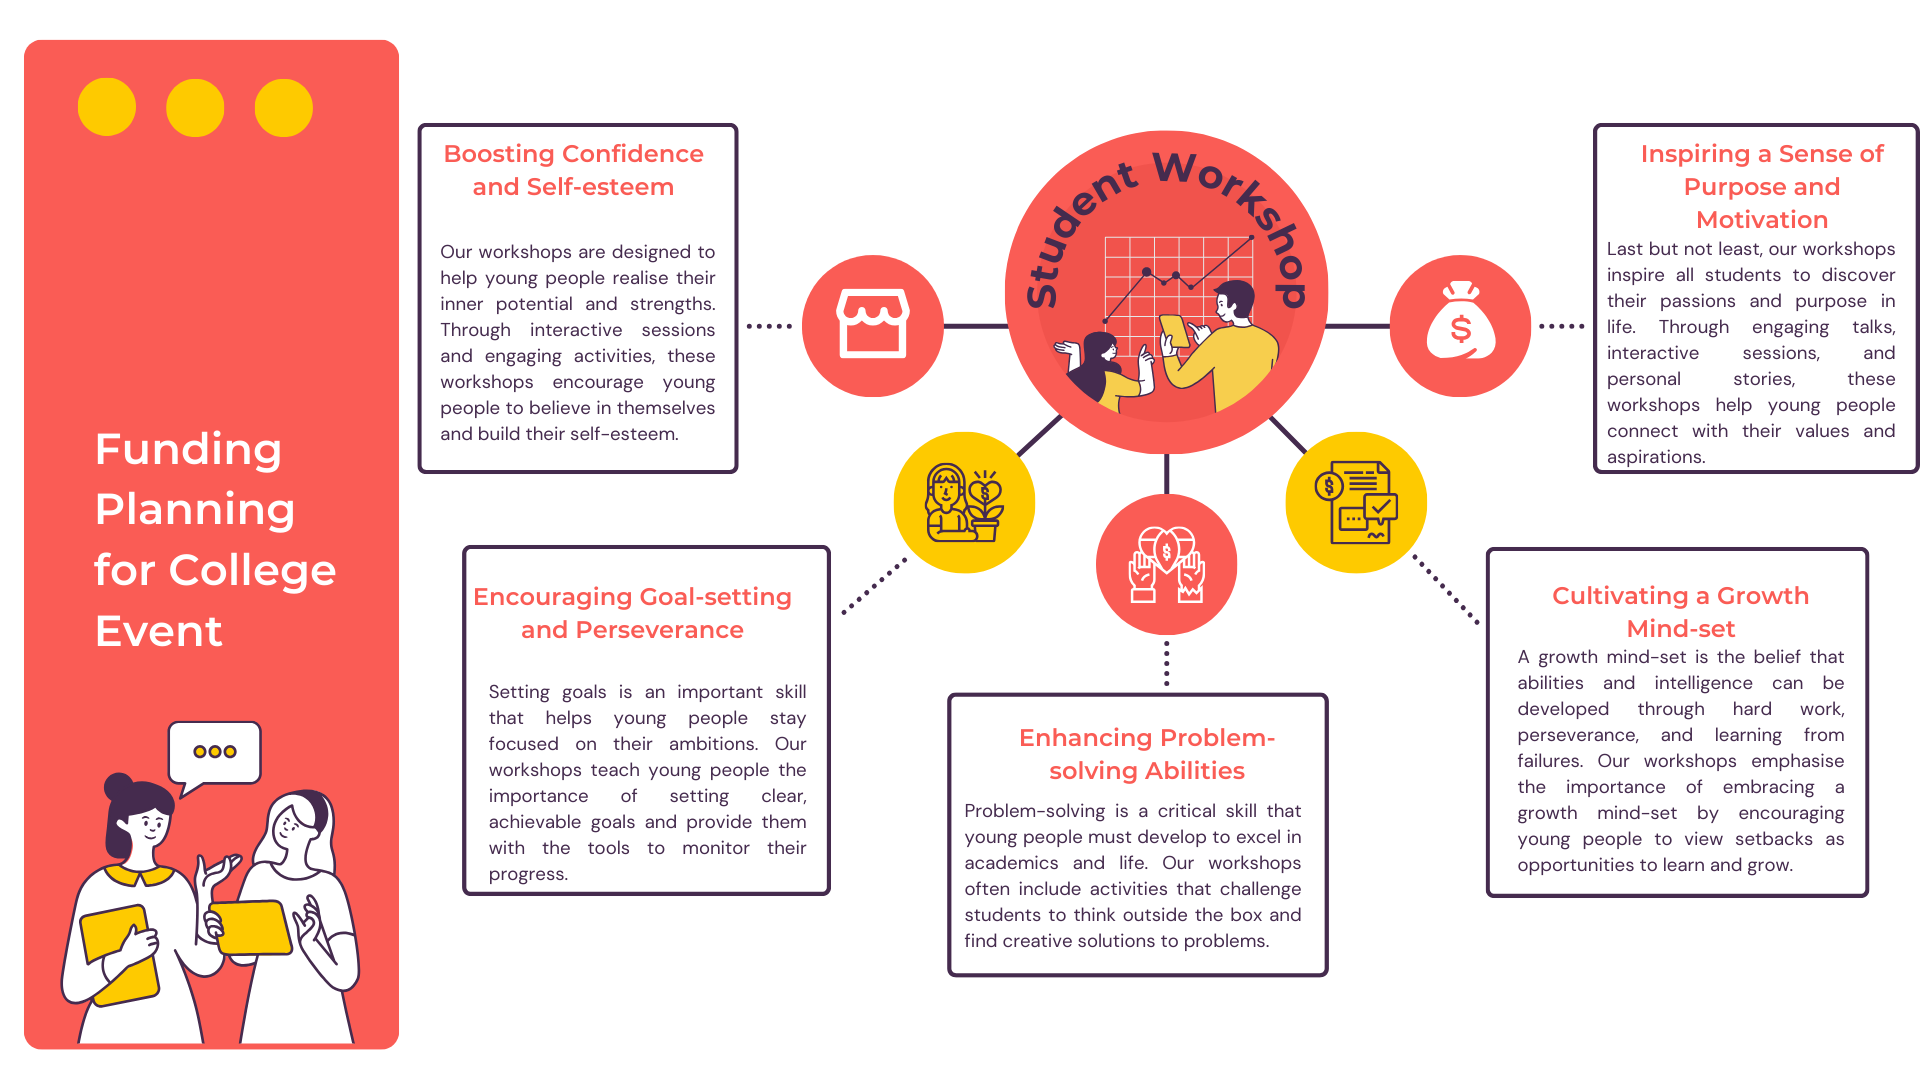 Funding
Planning
for College
Event
Boosting Confidence
and Self-esteem
Our workshops are designed to
help young people realise their
inner potential and strengths.
Through interactive sessions
and engaging activities, these
workshops encourage young
people to believe in themselves
and build their self-esteem.
Encouraging Goal-setting
and Perseverance
Setting goals is an important skill
that helps young people stay
focused on their ambitions. Our
workshops teach young people the
importance of setting clear,
achievable goals and provide them
with the tools to monitor their
progress.
Student Workshop
$
$
$
$
Enhancing Problem-
solving Abilities
Problem-solving is a critical skill that
young people must develop to excel in
academics and life. Our workshops
often include activities that challenge
students to think outside the box and
find creative solutions to problems.
Cultivating a Growth
Mind-set
A growth mind-set is the belief that
abilities and intelligence can be
developed through hard work,
perseverance, and learning from
failures. Our workshops emphasise
the importance of embracing a
growth mind-set by encouraging
young people to view setbacks as
opportunities to learn and grow.
Inspiring a Sense of
Purpose and
Motivation
Last but not least, our workshops
inspire all students to discover
their passions and purpose in
life. Through engaging talks,
interactive sessions, and
personal stories, these
workshops help young people
connect with their values and
aspirations.